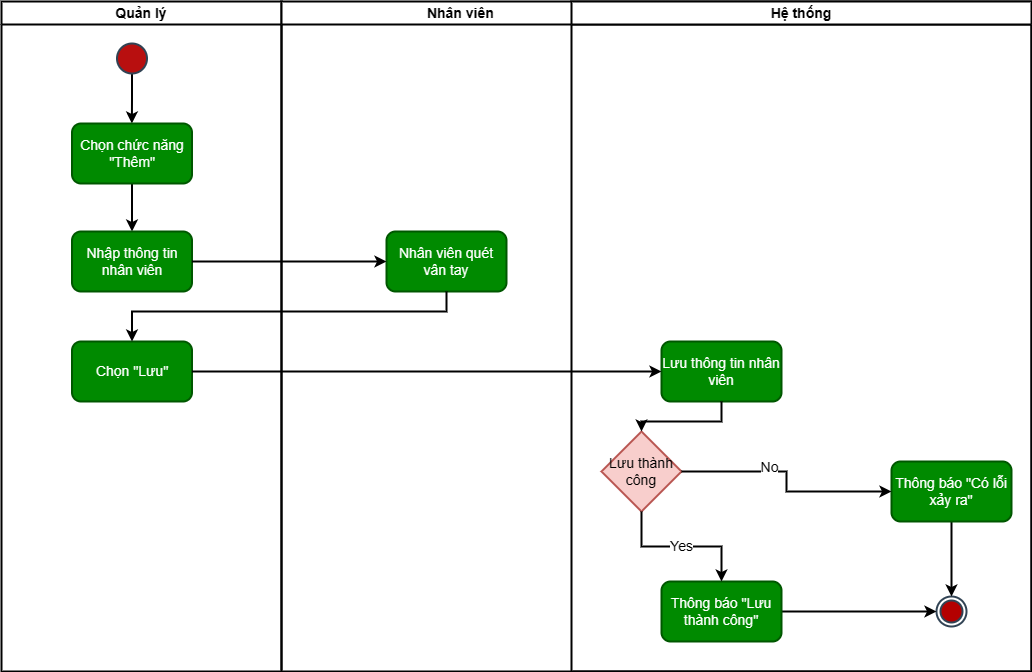 Quản lý
Nhân viên
Hệ thống
Chọn chức năng
"Thêm"
Nhập thông tin
nhân viên
Nhân viên quét
vân tay
Chọn "Lưu"
Lưu thông tin nhân
viên
Lưu thành
công
No
Thông báo "Có lỗi
xảy ra"
Yes
Thông báo "Lưu
thành công"